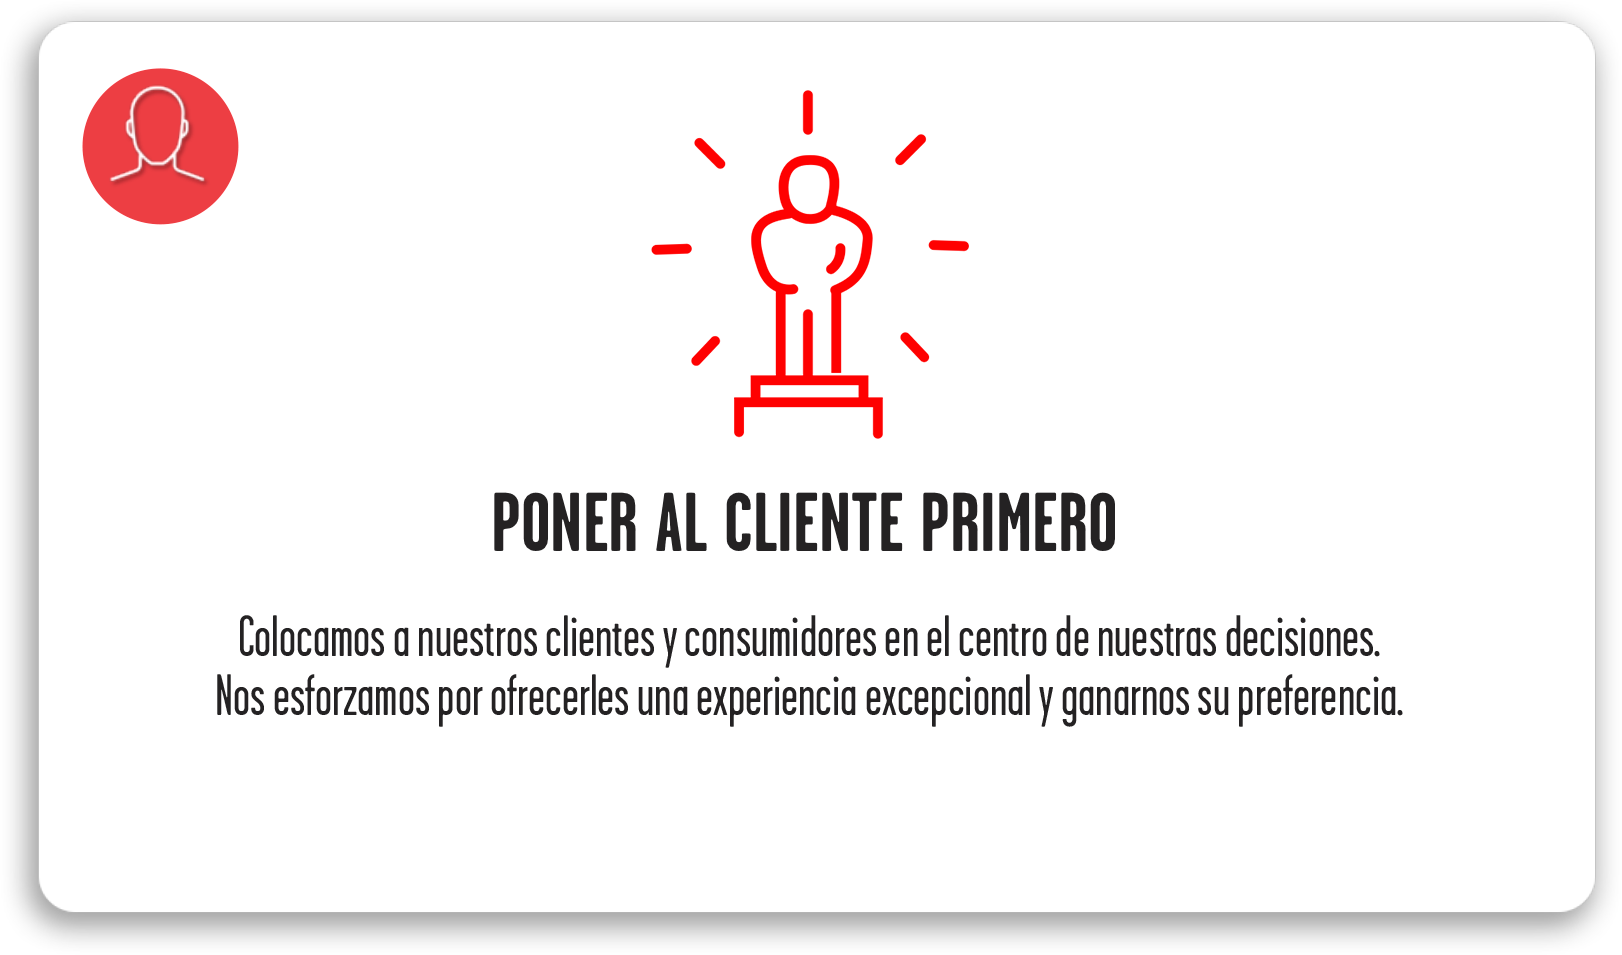 PONER AL CLIENTE PRIMERO
Colocamos a nuestros clientes y consumidores en el centro de nuestras decisiones.
Nos esforzamos por ofrecerles una experiencia excepcional y ganarnos su preferencia.